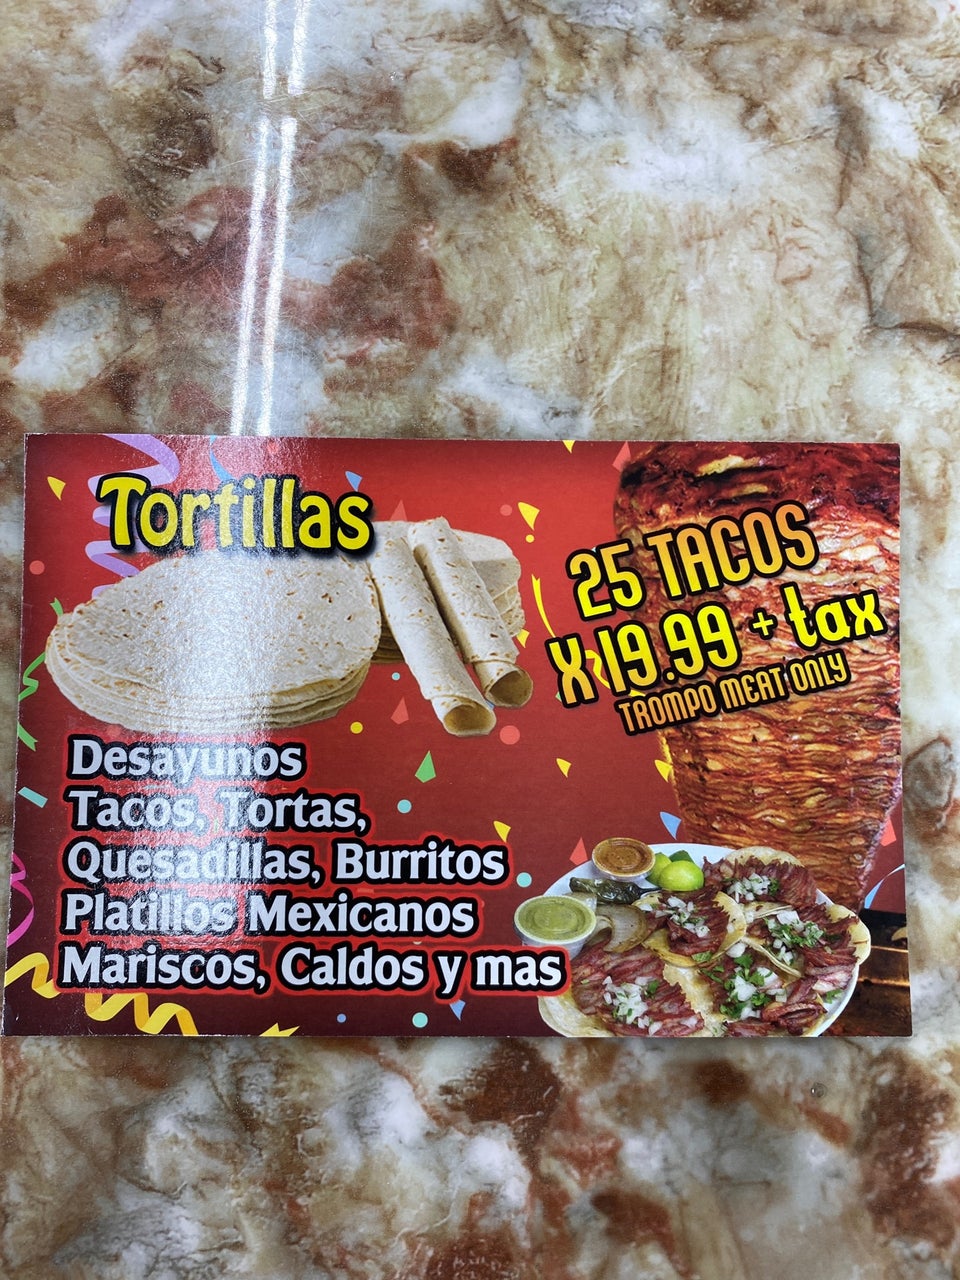 Tortillas
25 TACOS
X 19.99 + tax
TROMPO MEAT ONLY
Desayunos
Tacos, Tortas,
Quesadillas, Burritos
Platillos Mexicanos
Mariscos, Caldos y mas